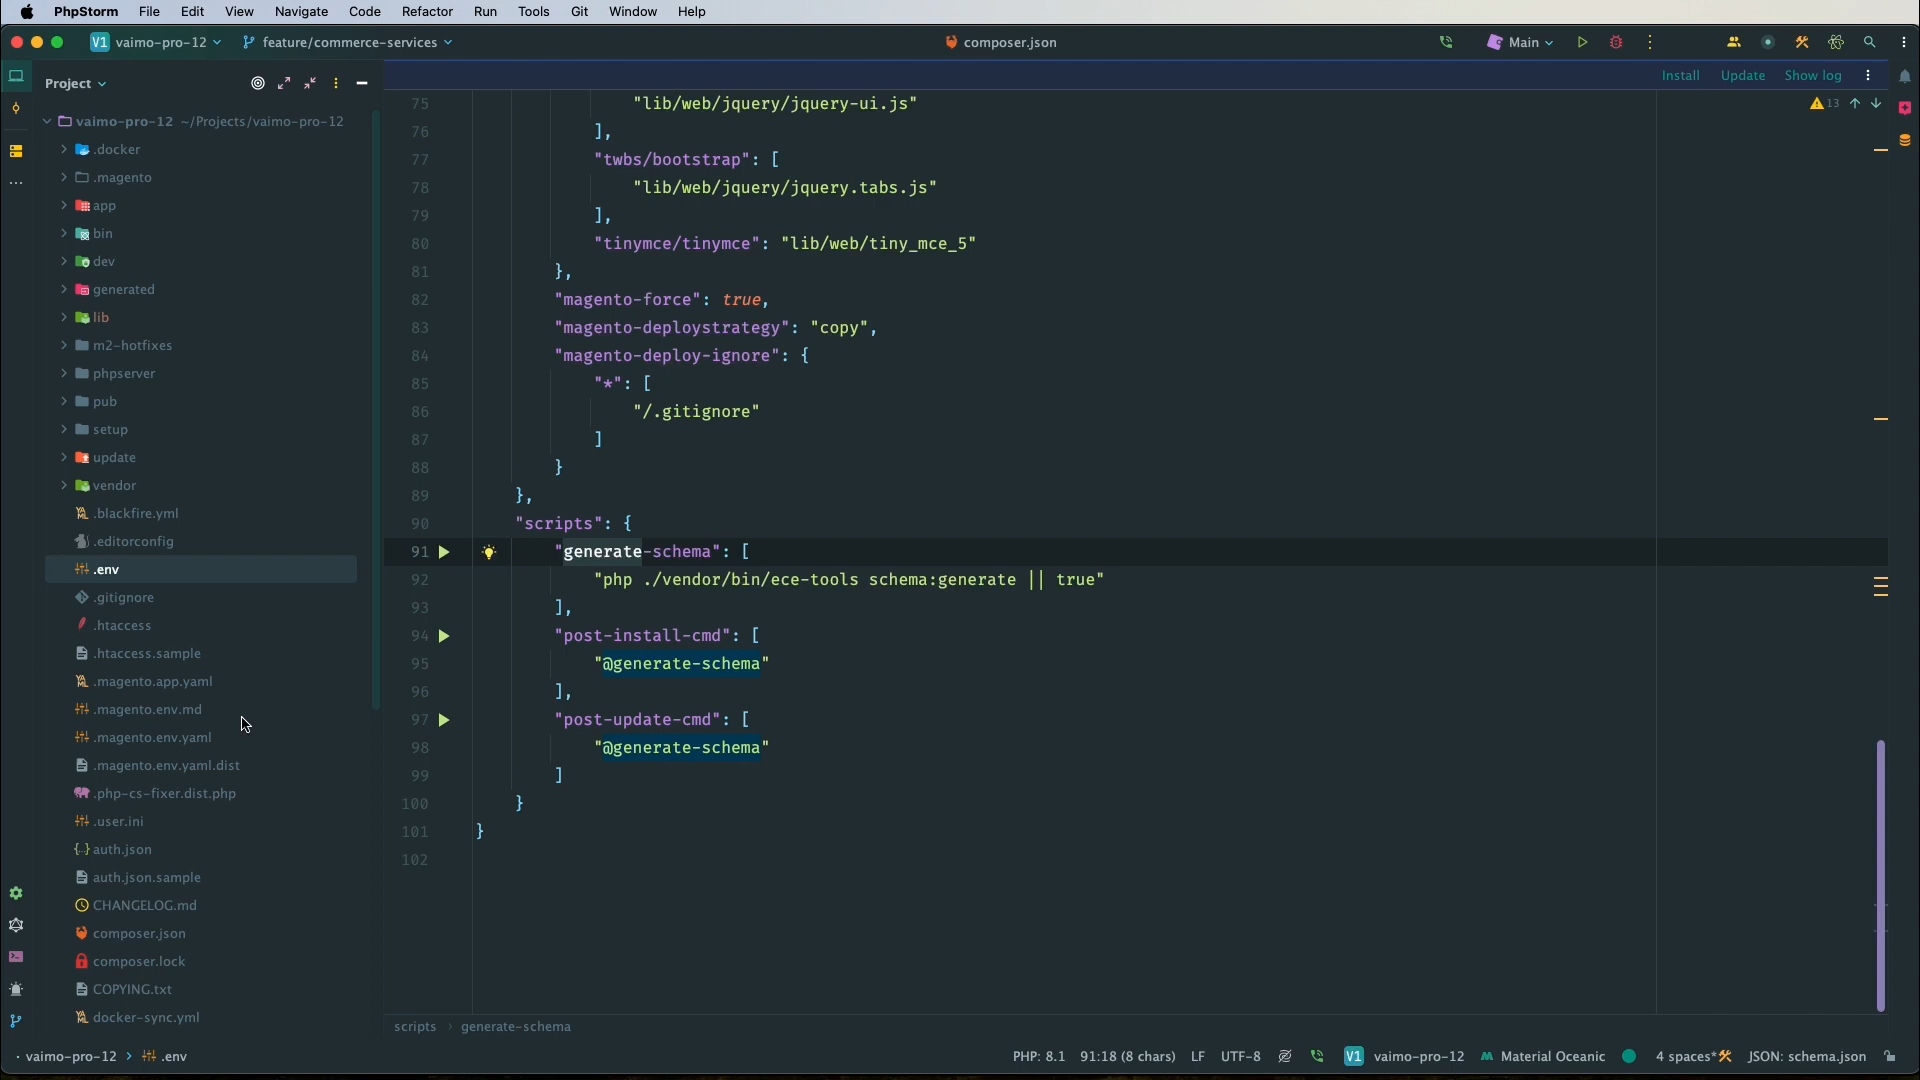 PhpStorm File Edit View Navigate Code Refactor Run Tools Git Window Help
V1 vaimo-pro-12 feature/commerce-services composer.json Main
Project
Install Update Show log
13
vaimo-pro-12 ~/Projects/vaimo-pro-12
.docker
.magento
app
bin
dev
generated
lib
m2-hotfixes
phpserver
pub
setup
update
vendor
.blackfire.yml
.editorconfig
.env
.gitignore
.htaccess
.htaccess.sample
.magento.app.yaml
.magento.env.md
.magento.env.yaml
.magento.env.yaml.dist
.php-cs-fixer.dist.php
.user.ini
auth.json
auth.json.sample
CHANGELOG.md
composer.json
composer.lock
COPYING.txt
docker-sync.yml
75 "lib/web/jquery/jquery-ui.js"
76 ],
77 "twbs/bootstrap": [
78 "lib/web/jquery/jquery.tabs.js"
79 ],
80 "tinymce/tinymce": "lib/web/tiny_mce_5"
81 },
82 "magento-force": true,
83 "magento-deploystrategy": "copy",
84 "magento-deploy-ignore": {
85 "*": [
86 "/.gitignore"
87 ]
88 }
89 },
90 "scripts": {
91 "generate-schema": [
92 "php ./vendor/bin/ece-tools schema:generate || true"
93 ],
94 "post-install-cmd": [
95 "@generate-schema"
96 ],
97 "post-update-cmd": [
98 "@generate-schema"
99 ]
100 }
101 }
102
scripts › generate-schema
vaimo-pro-12 › .env
PHP: 8.1 91:18 (8 chars) LF UTF-8 V1 vaimo-pro-12 Material Oceanic 4 spaces* JSON: schema.json